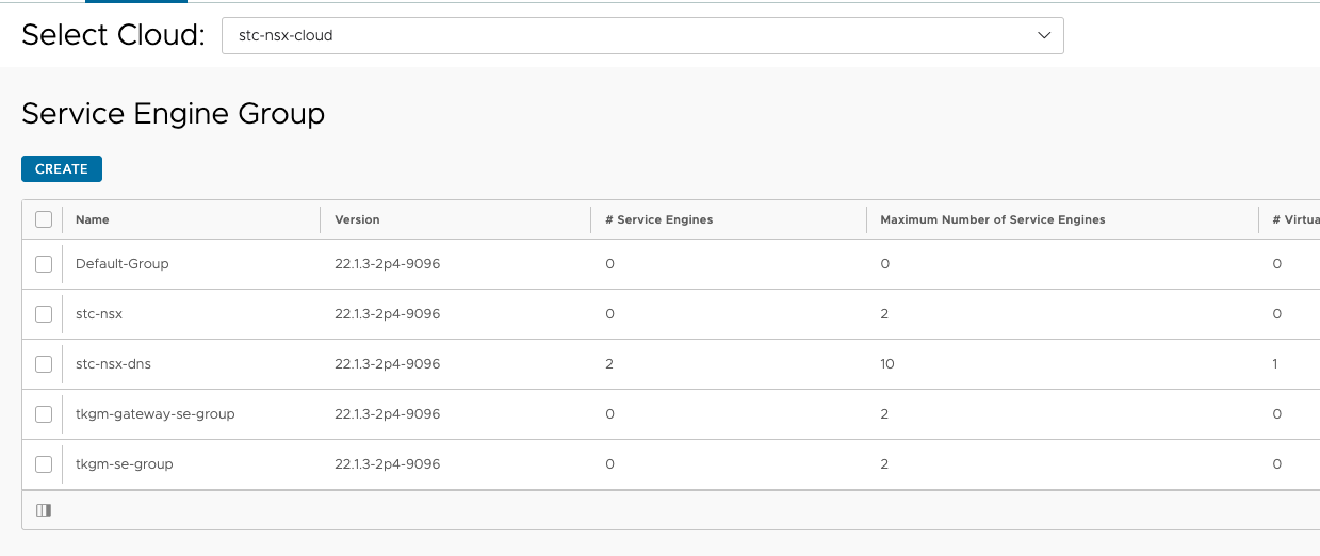 Select Cloud: stc-nsx-cloud
Service Engine Group
CREATE
Name Version # Service Engines Maximum Number of Service Engines # Virtua
Default-Group 22.1.3-2p4-9096 0 0 0
stc-nsx 22.1.3-2p4-9096 0 2 0
stc-nsx-dns 22.1.3-2p4-9096 2 10 1
tkgm-gateway-se-group 22.1.3-2p4-9096 0 2 0
tkgm-se-group 22.1.3-2p4-9096 0 2 0